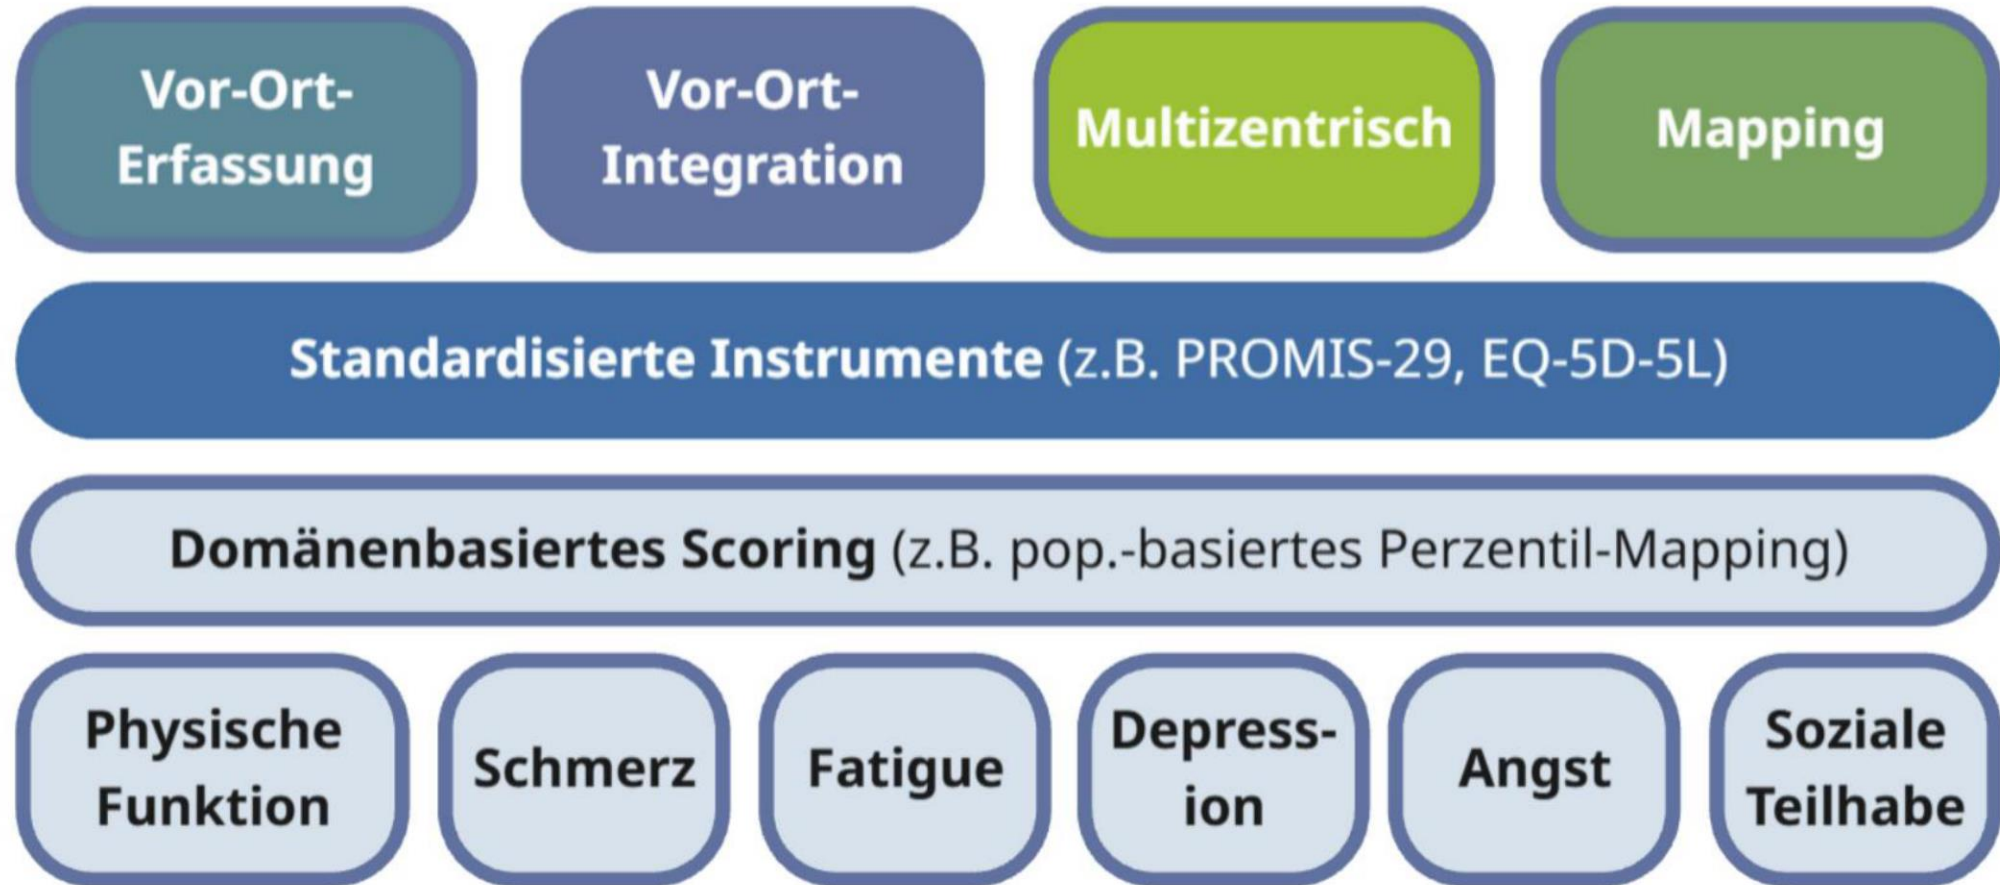 Vor-Ort-
Erfassung
Vor-Ort-
Integration
Multizentrisch
Mapping
Standardisierte Instrumente (z.B. PROMIS-29, EQ-5D-5L)
Domänenbasiertes Scoring (z.B. pop.-basiertes Perzentil-Mapping)
Physische
Funktion
Schmerz
Fatigue
Depress-
ion
Angst
Soziale
Teilhabe